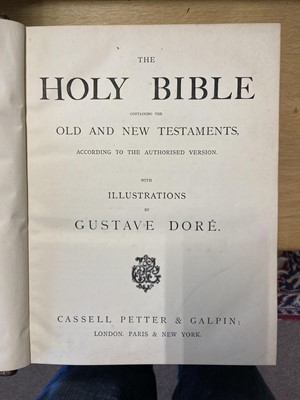 THE
HOLY BIBLE
CONTAINING THE
OLD AND NEW TESTAMENTS,
ACCORDING TO THE AUTHORISED VERSION.
WITH
ILLUSTRATIONS
BY
GUSTAVE DORÉ.
CASSELL PETTER & GALPIN:
LONDON, PARIS & NEW YORK.